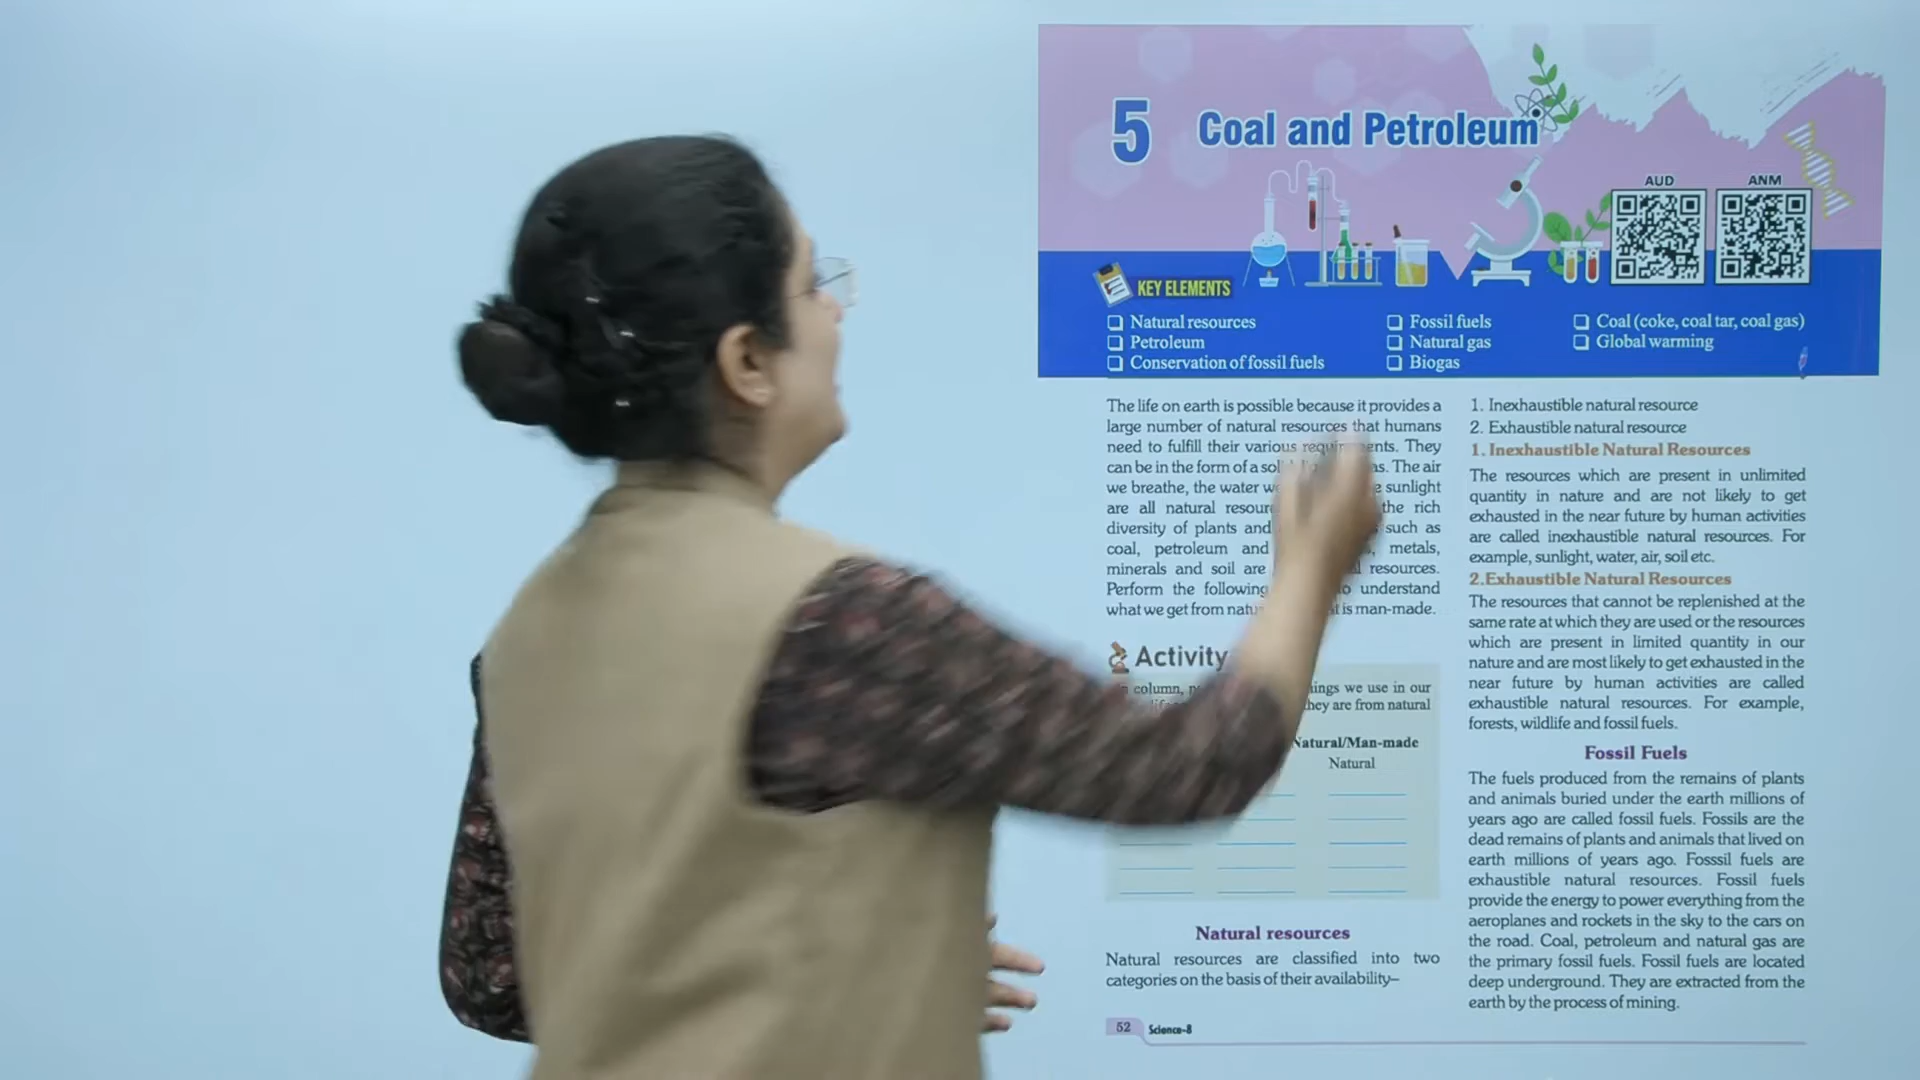 5 Coal and Petroleum
AUD ANM
KEY ELEMENTS
Natural resources
Petroleum
Conservation of fossil fuels
Fossil fuels
Natural gas
Biogas
Coal (coke, coal tar, coal gas)
Global warming
The life on earth is possible because it provides a
large number of natural resources that humans
need to fulfill their various They
can be in the form of a The air
we breathe, the water sunlight
are all natural the rich
diversity of plants and such as
coal, petroleum and metals,
minerals and soil are resources.
Perform the following understand
what we get from is man-made.
Activity
column, things we use in our
they are from natural
Natural/Man-made
Natural
Natural resources
Natural resources are classified into two
categories on the basis of their availability–
1. Inexhaustible natural resource
2. Exhaustible natural resource
1. Inexhaustible Natural Resources
The resources which are present in unlimited
quantity in nature and are not likely to get
exhausted in the near future by human activities
are called inexhaustible natural resources. For
example, sunlight, water, air, soil etc.
2.Exhaustible Natural Resources
The resources that cannot be replenished at the
same rate at which they are used or the resources
which are present in limited quantity in our
nature and are most likely to get exhausted in the
near future by human activities are called
exhaustible natural resources. For example,
forests, wildlife and fossil fuels.
Fossil Fuels
The fuels produced from the remains of plants
and animals buried under the earth millions of
years ago are called fossil fuels. Fossils are the
dead remains of plants and animals that lived on
earth millions of years ago. Fosssil fuels are
exhaustible natural resources. Fossil fuels
provide the energy to power everything from the
aeroplanes and rockets in the sky to the cars on
the road. Coal, petroleum and natural gas are
the primary fossil fuels. Fossil fuels are located
deep underground. They are extracted from the
earth by the process of mining.
52 Science-8